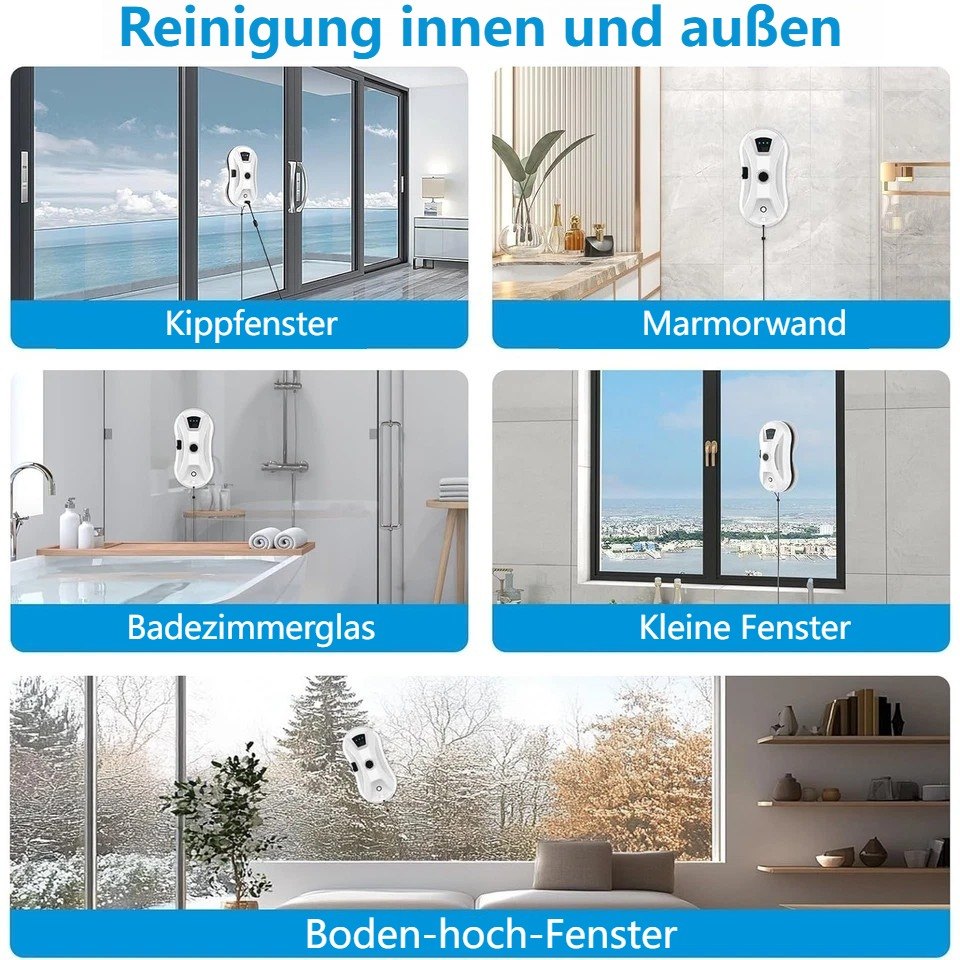 Reinigung innen und außen
Kippfenster
Marmorwand
Badezimmerglas
Kleine Fenster
Boden-hoch-Fenster